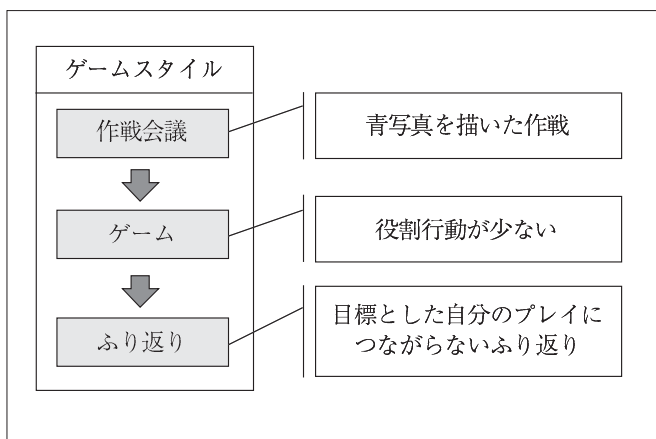 ゲームスタイル
作戦会議
青写真を描いた作戦
ゲーム
役割行動が少ない
ふり返り
目標とした自分のプレイに
つながらないふり返り